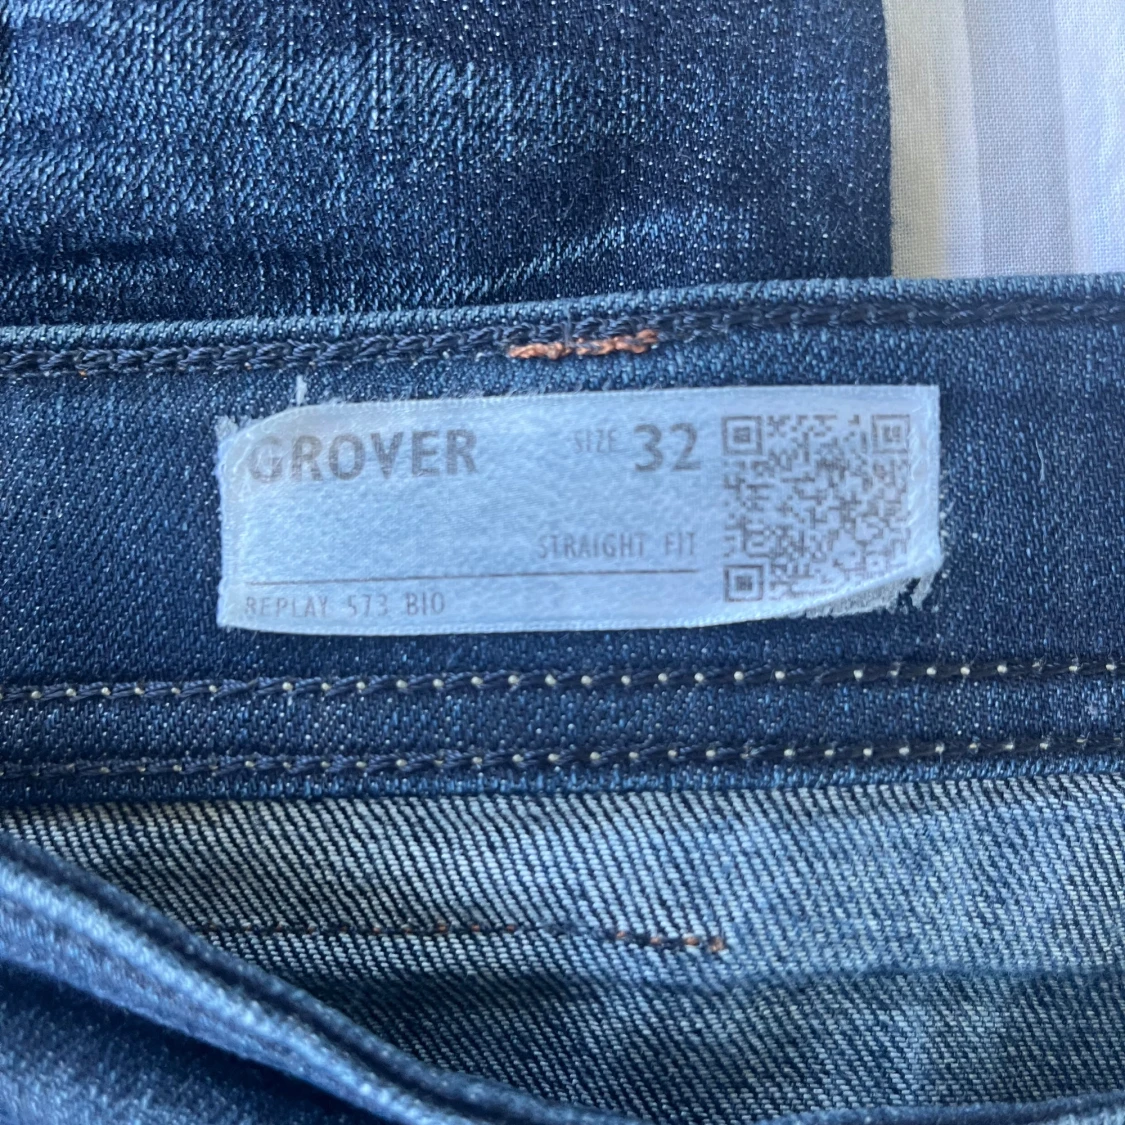 GROVER SIZE 32
STRAIGHT FIT
REPLAY 573 BIO